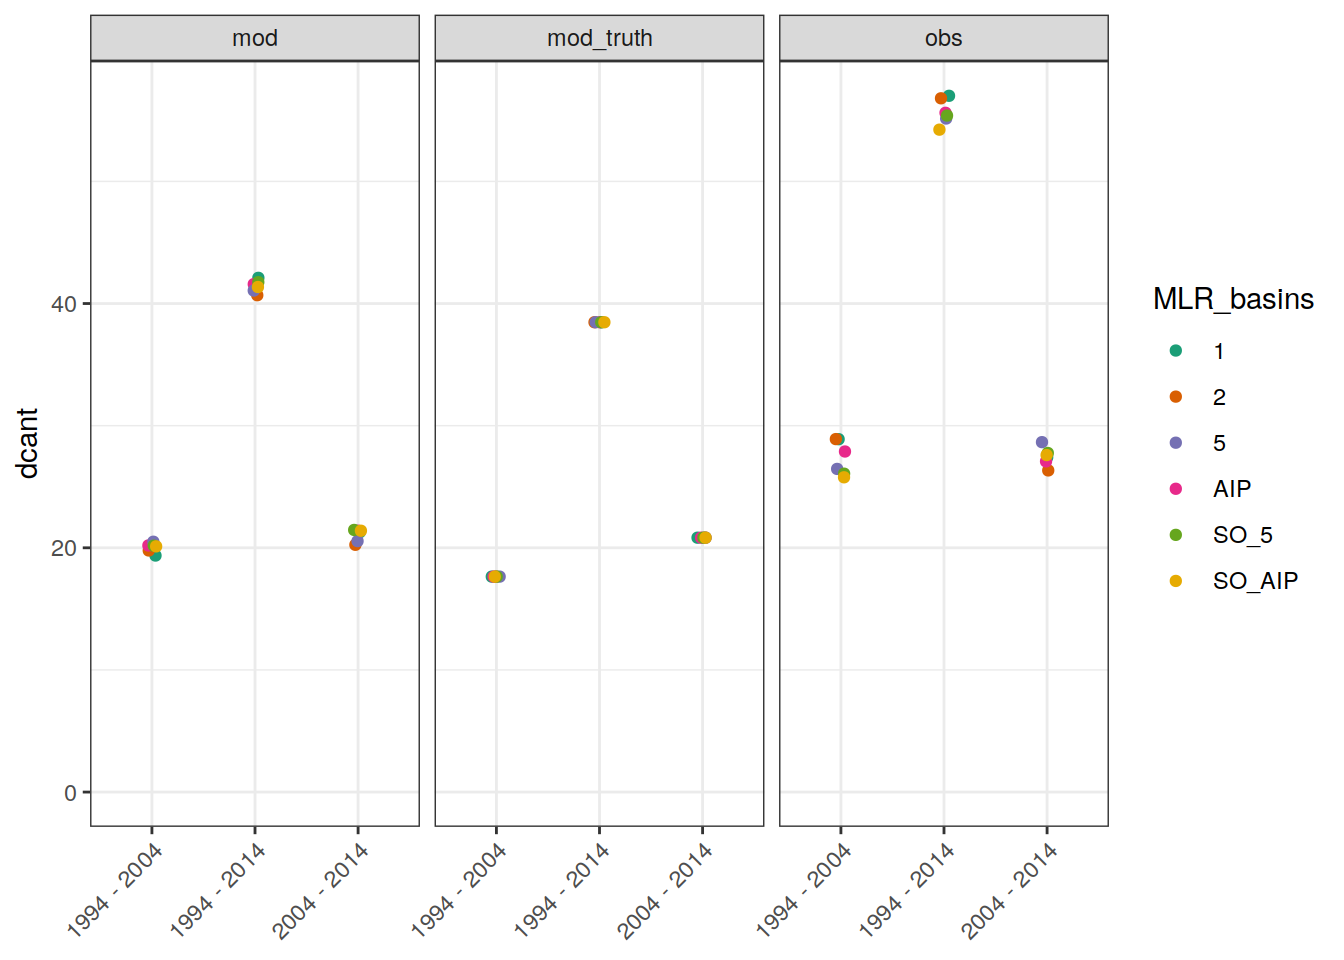 mod
mod_truth
obs
dcant
40
20
0
1994 - 2004
1994 - 2014
2004 - 2014
1994 - 2004
1994 - 2014
2004 - 2014
1994 - 2004
1994 - 2014
2004 - 2014
MLR_basins
1
2
5
AIP
SO_5
SO_AIP